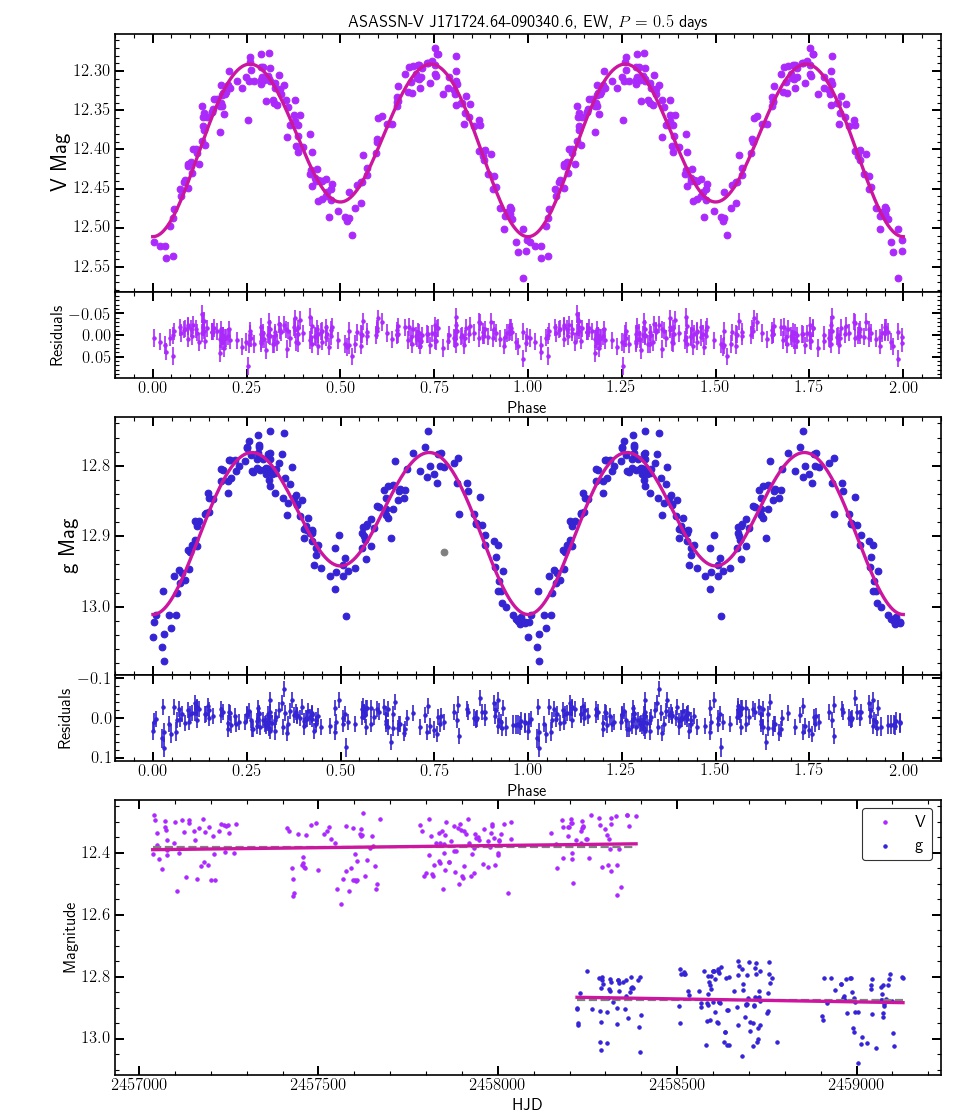 ASASSN-V J171724.64-090340.6, EW, P = 0.5 days
12.30
12.35
12.40
12.45
12.50
12.55
V Mag
−0.05
0.00
0.05
Residuals
0.00 0.25 0.50 0.75 1.00 1.25 1.50 1.75 2.00
Phase
12.8
12.9
13.0
g Mag
−0.1
0.0
0.1
Residuals
0.00 0.25 0.50 0.75 1.00 1.25 1.50 1.75 2.00
Phase
V
g
12.4
12.6
12.8
13.0
Magnitude
2457000 2457500 2458000 2458500 2459000
HJD